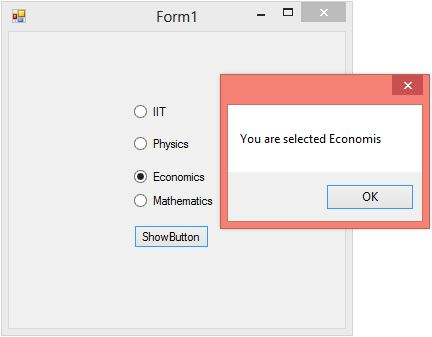 Form1
IIT
Physics
Economics
Mathematics
ShowButton
You are selected Economis
OK